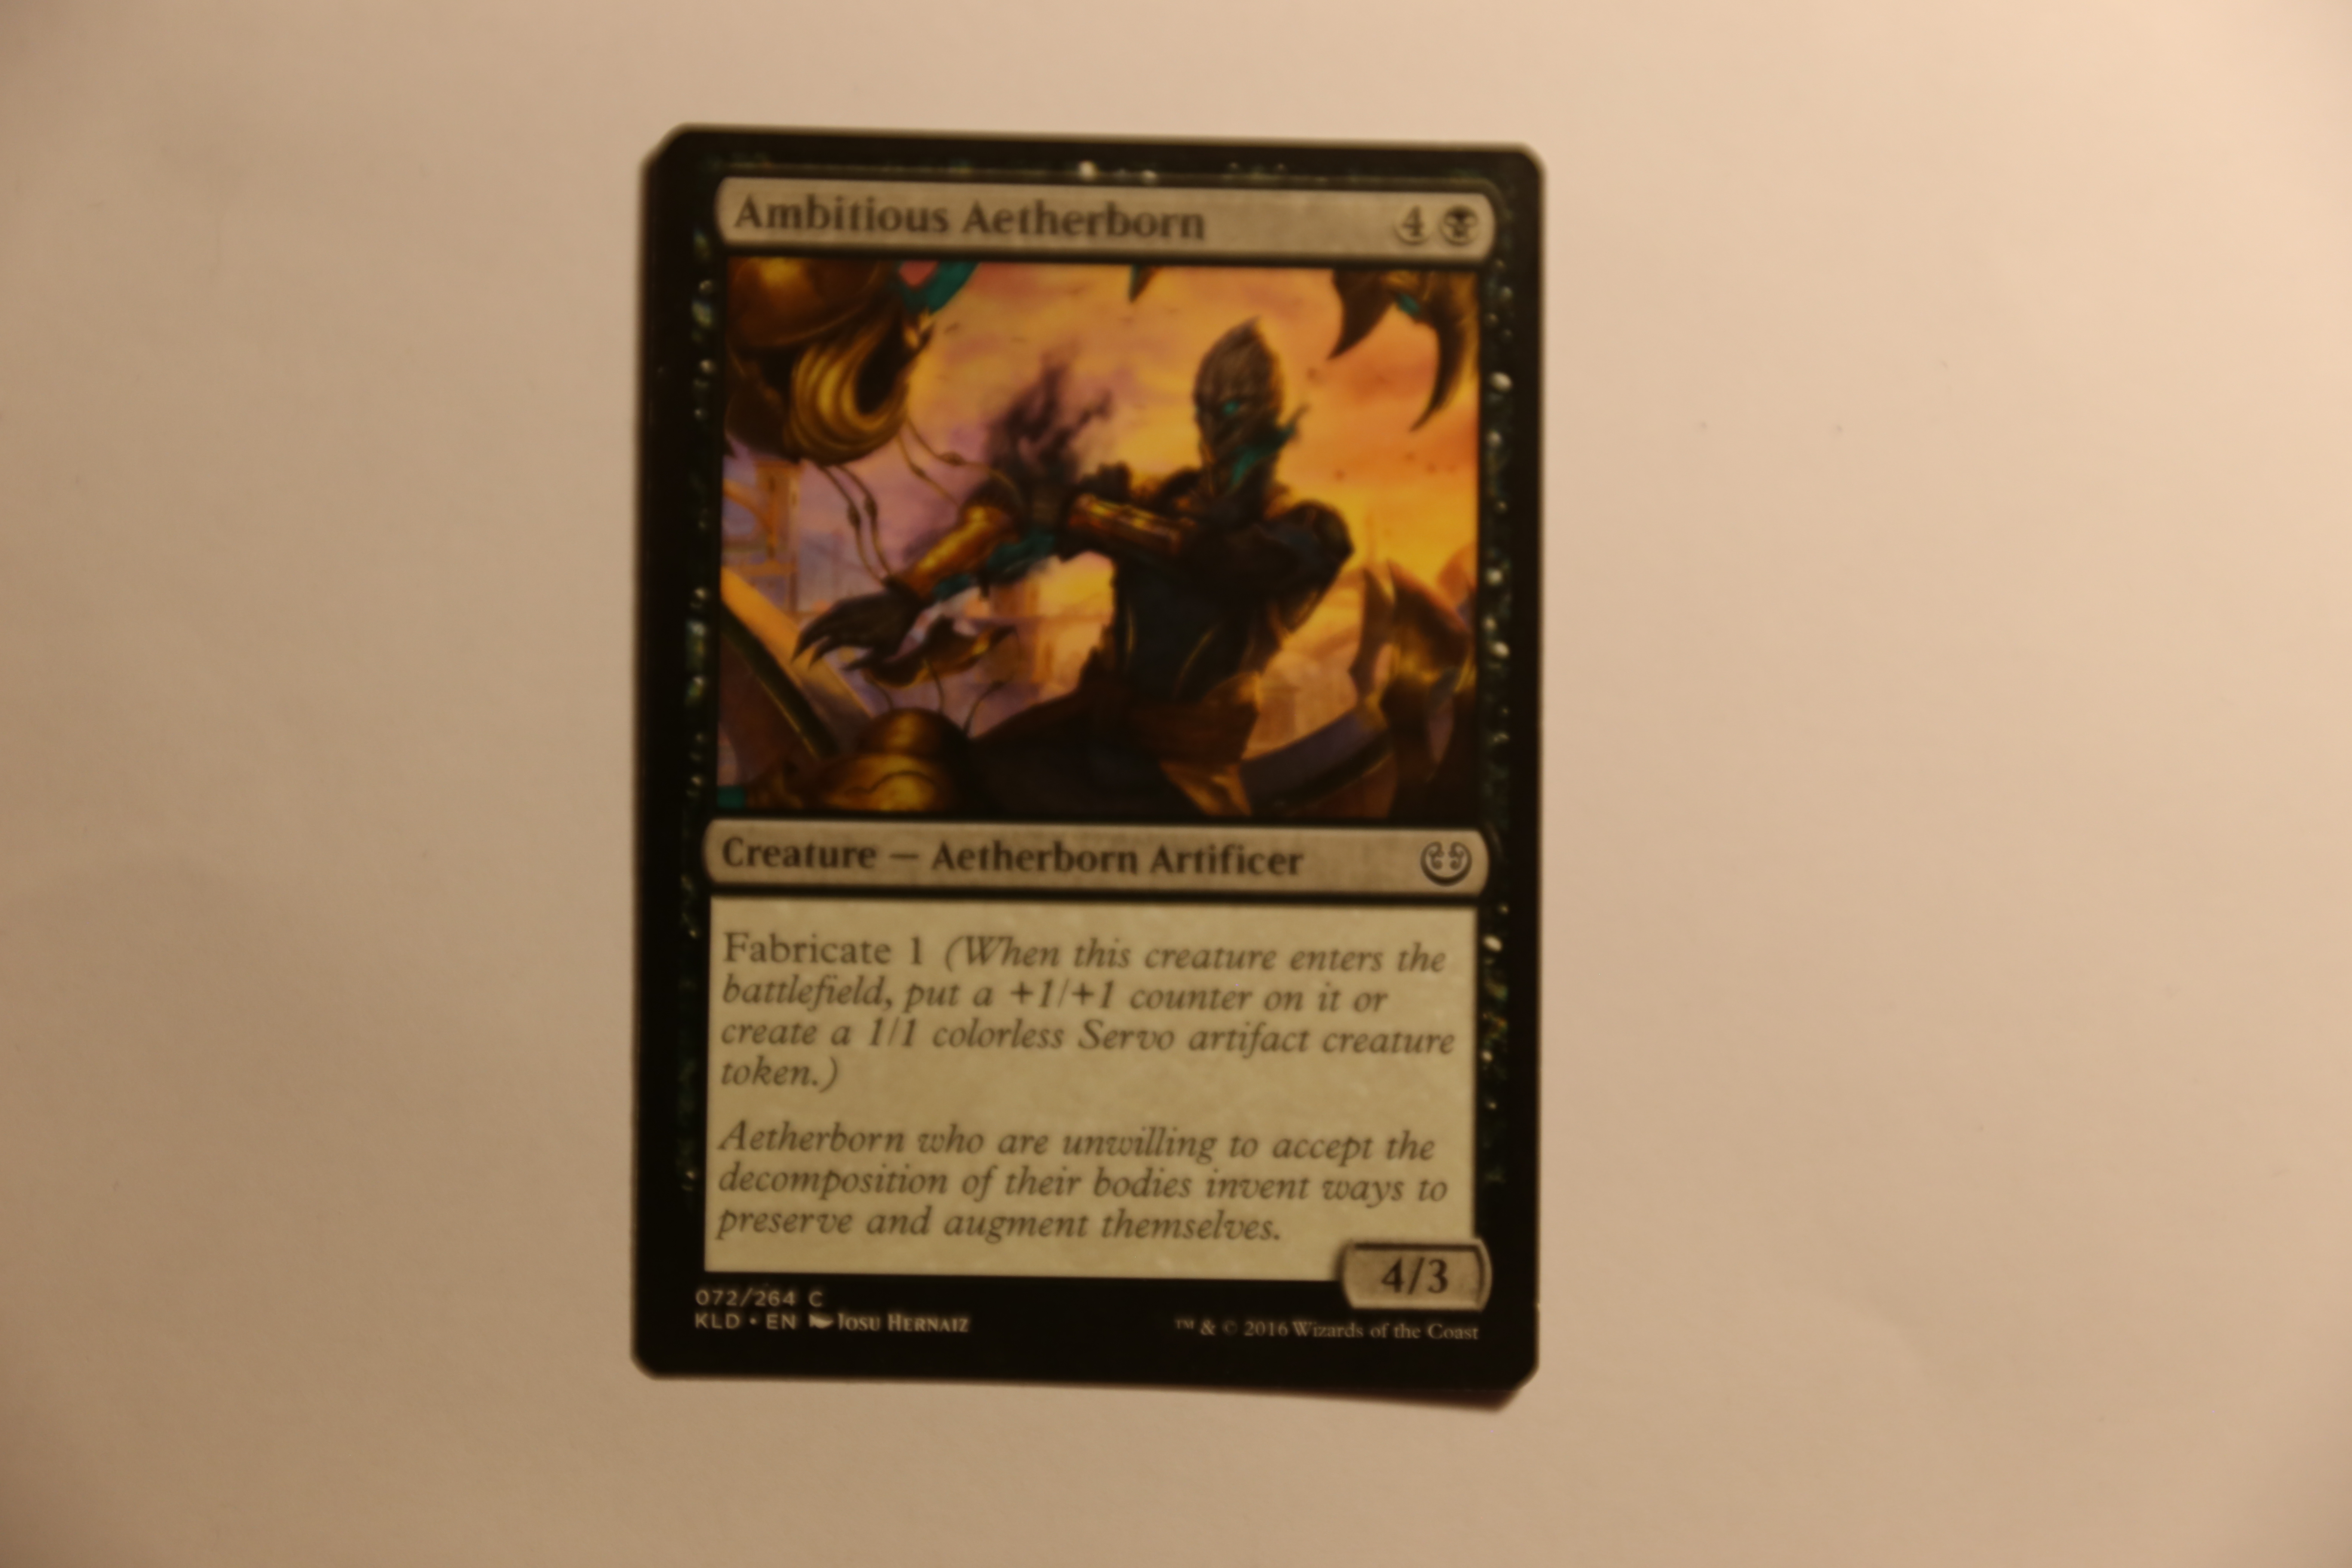 Ambitious Aetherborn 4
Creature — Aetherborn Artificer
Fabricate 1 (When this creature enters the
battlefield, put a +1/+1 counter on it or
create a 1/1 colorless Servo artifact creature
token.)
Aetherborn who are unwilling to accept the
decomposition of their bodies invent ways to
preserve and augment themselves.
4/3
072/264 C
KLD • EN Josu Hernaiz
™ & © 2016 Wizards of the Coast